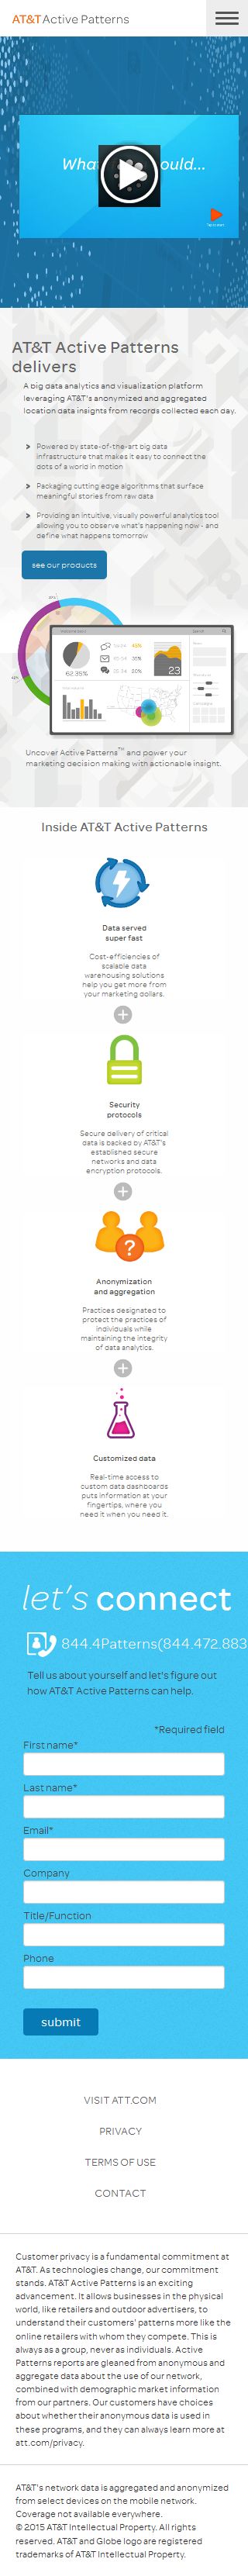 AT&T Active Patterns
What
ould...
AT&T Active Patterns
delivers
A big data analytics and visualization platform
leveraging AT&T's anonymized and aggregated
location data insights from records collected each day.
Powered by state-of-the-art big data
infrastructure that makes it easy to connect the
dots of a world in motion
Packaging cutting edge algorithms that surface
meaningful stories from raw data
Providing an intuitive, visually powerful analytics tool
allowing you to observe what's happening now - and
define what happens tomorrow
see our products
62.35%
23
Uncover Active Patterns™ and power your
marketing decision making with actionable insight.
Inside AT&T Active Patterns
Data served
super fast
Cost-efficiencies of
scalable data
warehousing solutions
help you get more from
your marketing dollars.
Security
protocols
Secure delivery of critical
data is backed by AT&T's
established secure
networks and data
encryption protocols.
?
Anonymization
and aggregation
Practices designated to
protect the practices of
individuals while
maintaining the integrity
of data analytics.
Customized data
Real-time access to
custom data dashboards
puts information at your
fingertips, where you
need it when you need it.
let's connect
844.4Patterns(844.472.883
Tell us about yourself and let's figure out
how AT&T Active Patterns can help.
*Required field
First name*
Last name*
Email*
Company
Title/Function
Phone
submit
VISIT ATT.COM
PRIVACY
TERMS OF USE
CONTACT
Customer privacy is a fundamental commitment at
AT&T. As technologies change, our commitment
stands. AT&T Active Patterns is an exciting
advancement. It allows businesses in the physical
world, like retailers and outdoor advertisers, to
understand their customers' patterns more like the
online retailers with whom they compete. This is
always as a group, never as individuals. Active
Patterns reports are gleaned from anonymous and
aggregate data about the use of our network,
combined with demographic market information
from our partners. Our customers have choices
about whether their anonymous data is used in
these programs, and they can always learn more at
att.com/privacy.
AT&T's network data is aggregated and anonymized
from select devices on the mobile network.
Coverage not available everywhere.
© 2015 AT&T Intellectual Property. All rights
reserved. AT&T and Globe logo are registered
trademarks of AT&T Intellectual Property.